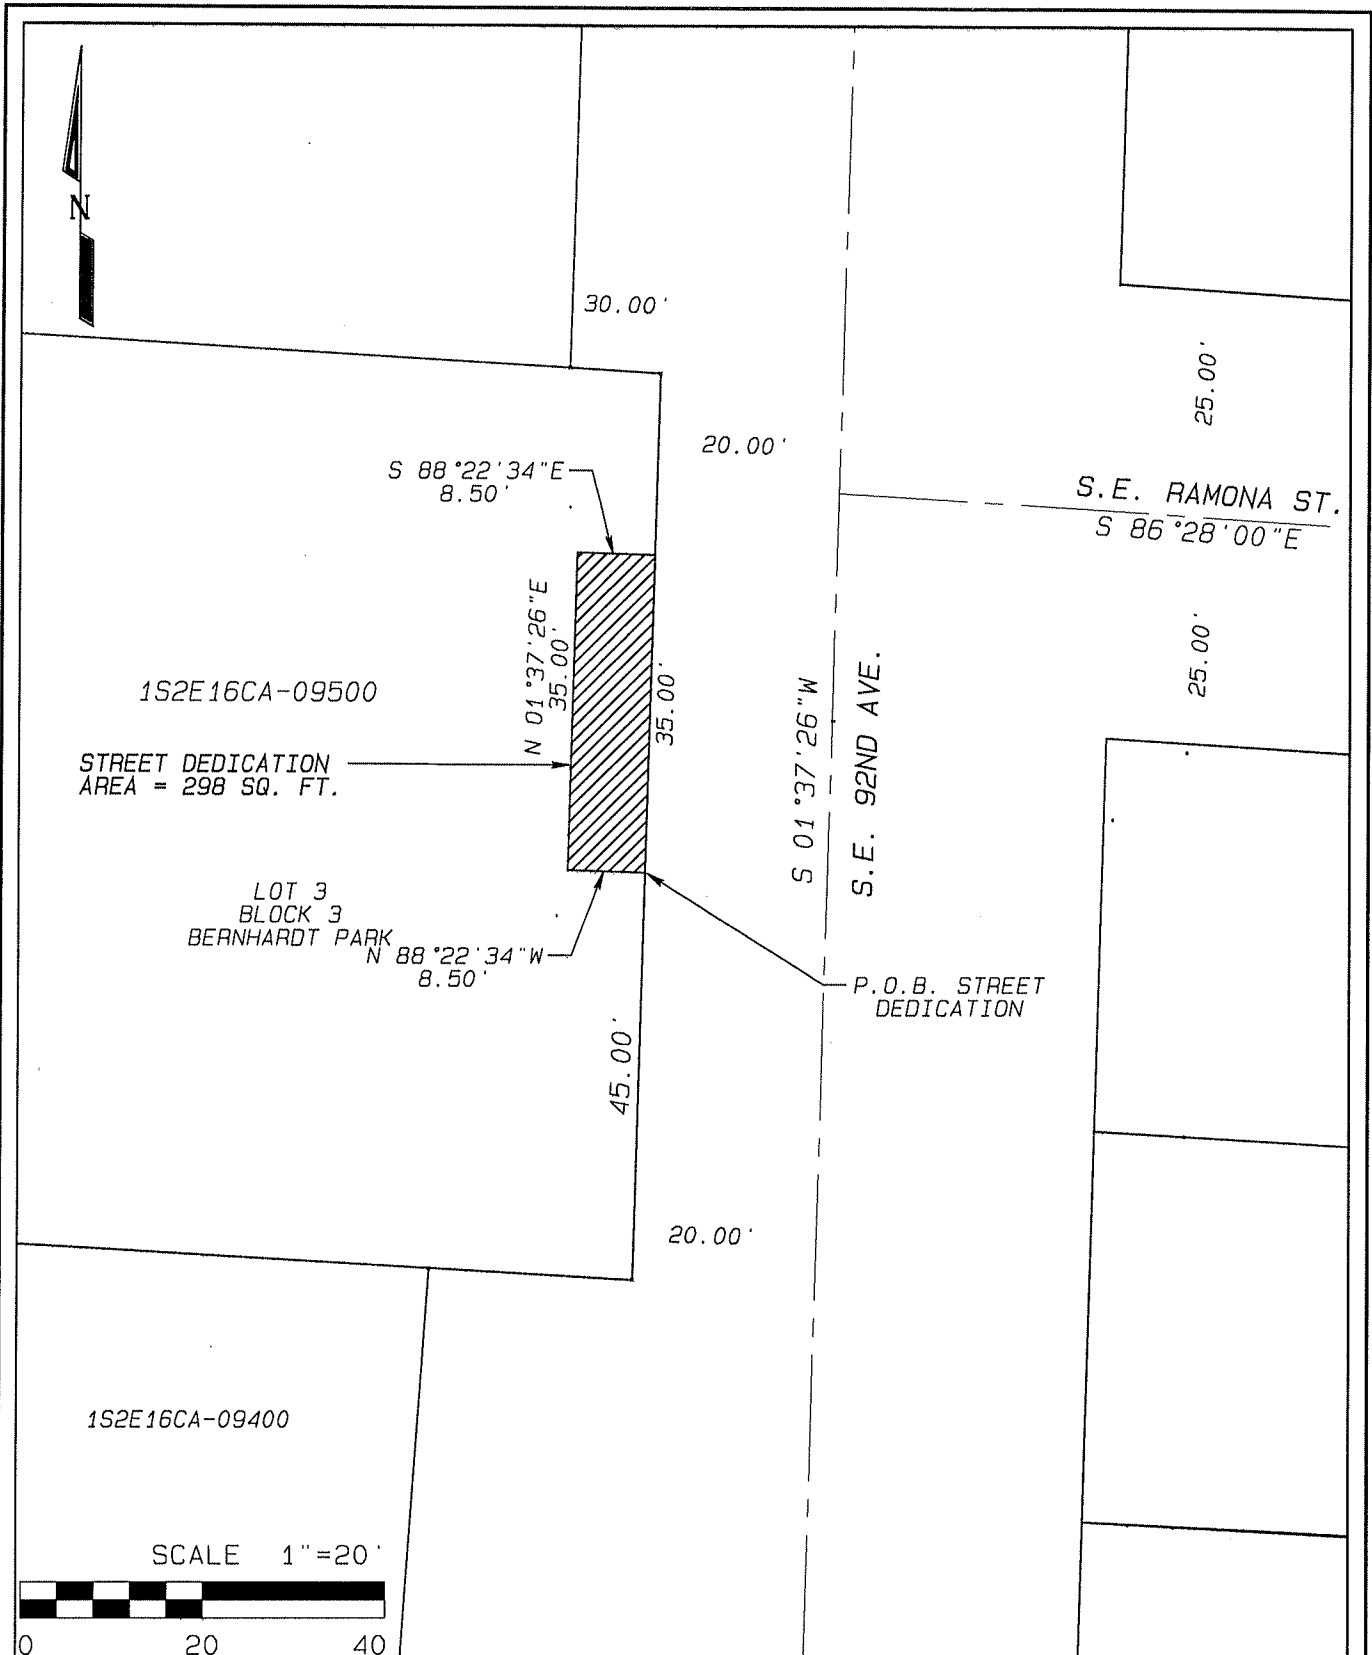 N
30.00'
25.00'
20.00'
S 88°22'34"E
8.50'
S.E. RAMONA ST.
S 86°28'00"E
N 01°37'26"E
35.00'
35.00'
25.00'
1S2E16CA-09500
S 01°37'26"W
S.E. 92ND AVE.
STREET DEDICATION
AREA = 298 SQ. FT.
LOT 3
BLOCK 3
BERNHARDT PARK
N 88°22'34"W
8.50'
P.O.B. STREET
DEDICATION
45.00'
20.00'
1S2E16CA-09400
SCALE 1"=20'
0 20 40